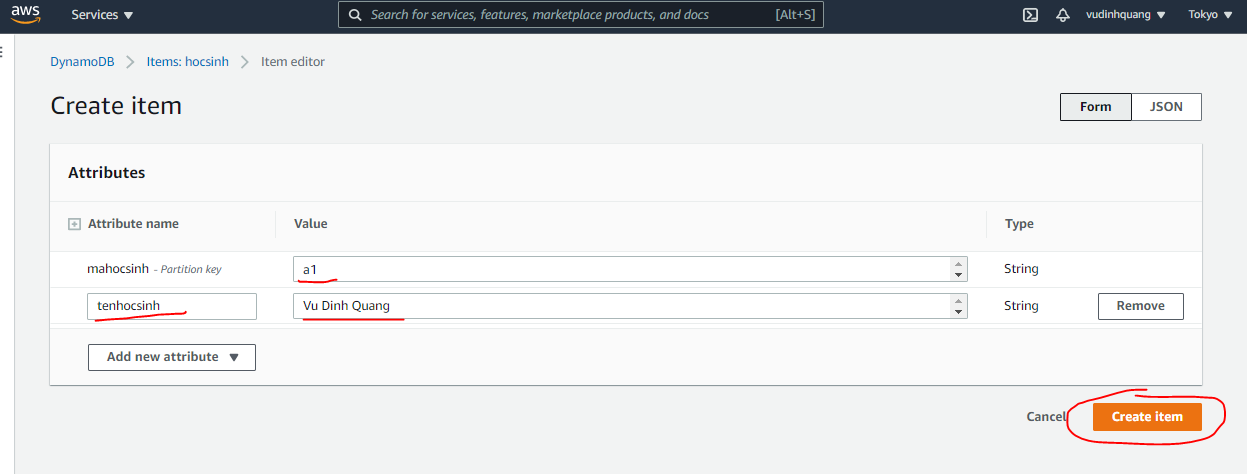 aws Services Search for services, features, marketplace products, and docs [Alt+S] vudinhquang Tokyo
DynamoDB Items: hocsinh Item editor
Create item Form JSON
Attributes
Attribute name Value Type
mahocsinh - Partition key a1 String
tenhocsinh Vu Dinh Quang String Remove
Add new attribute
Cancel Create item